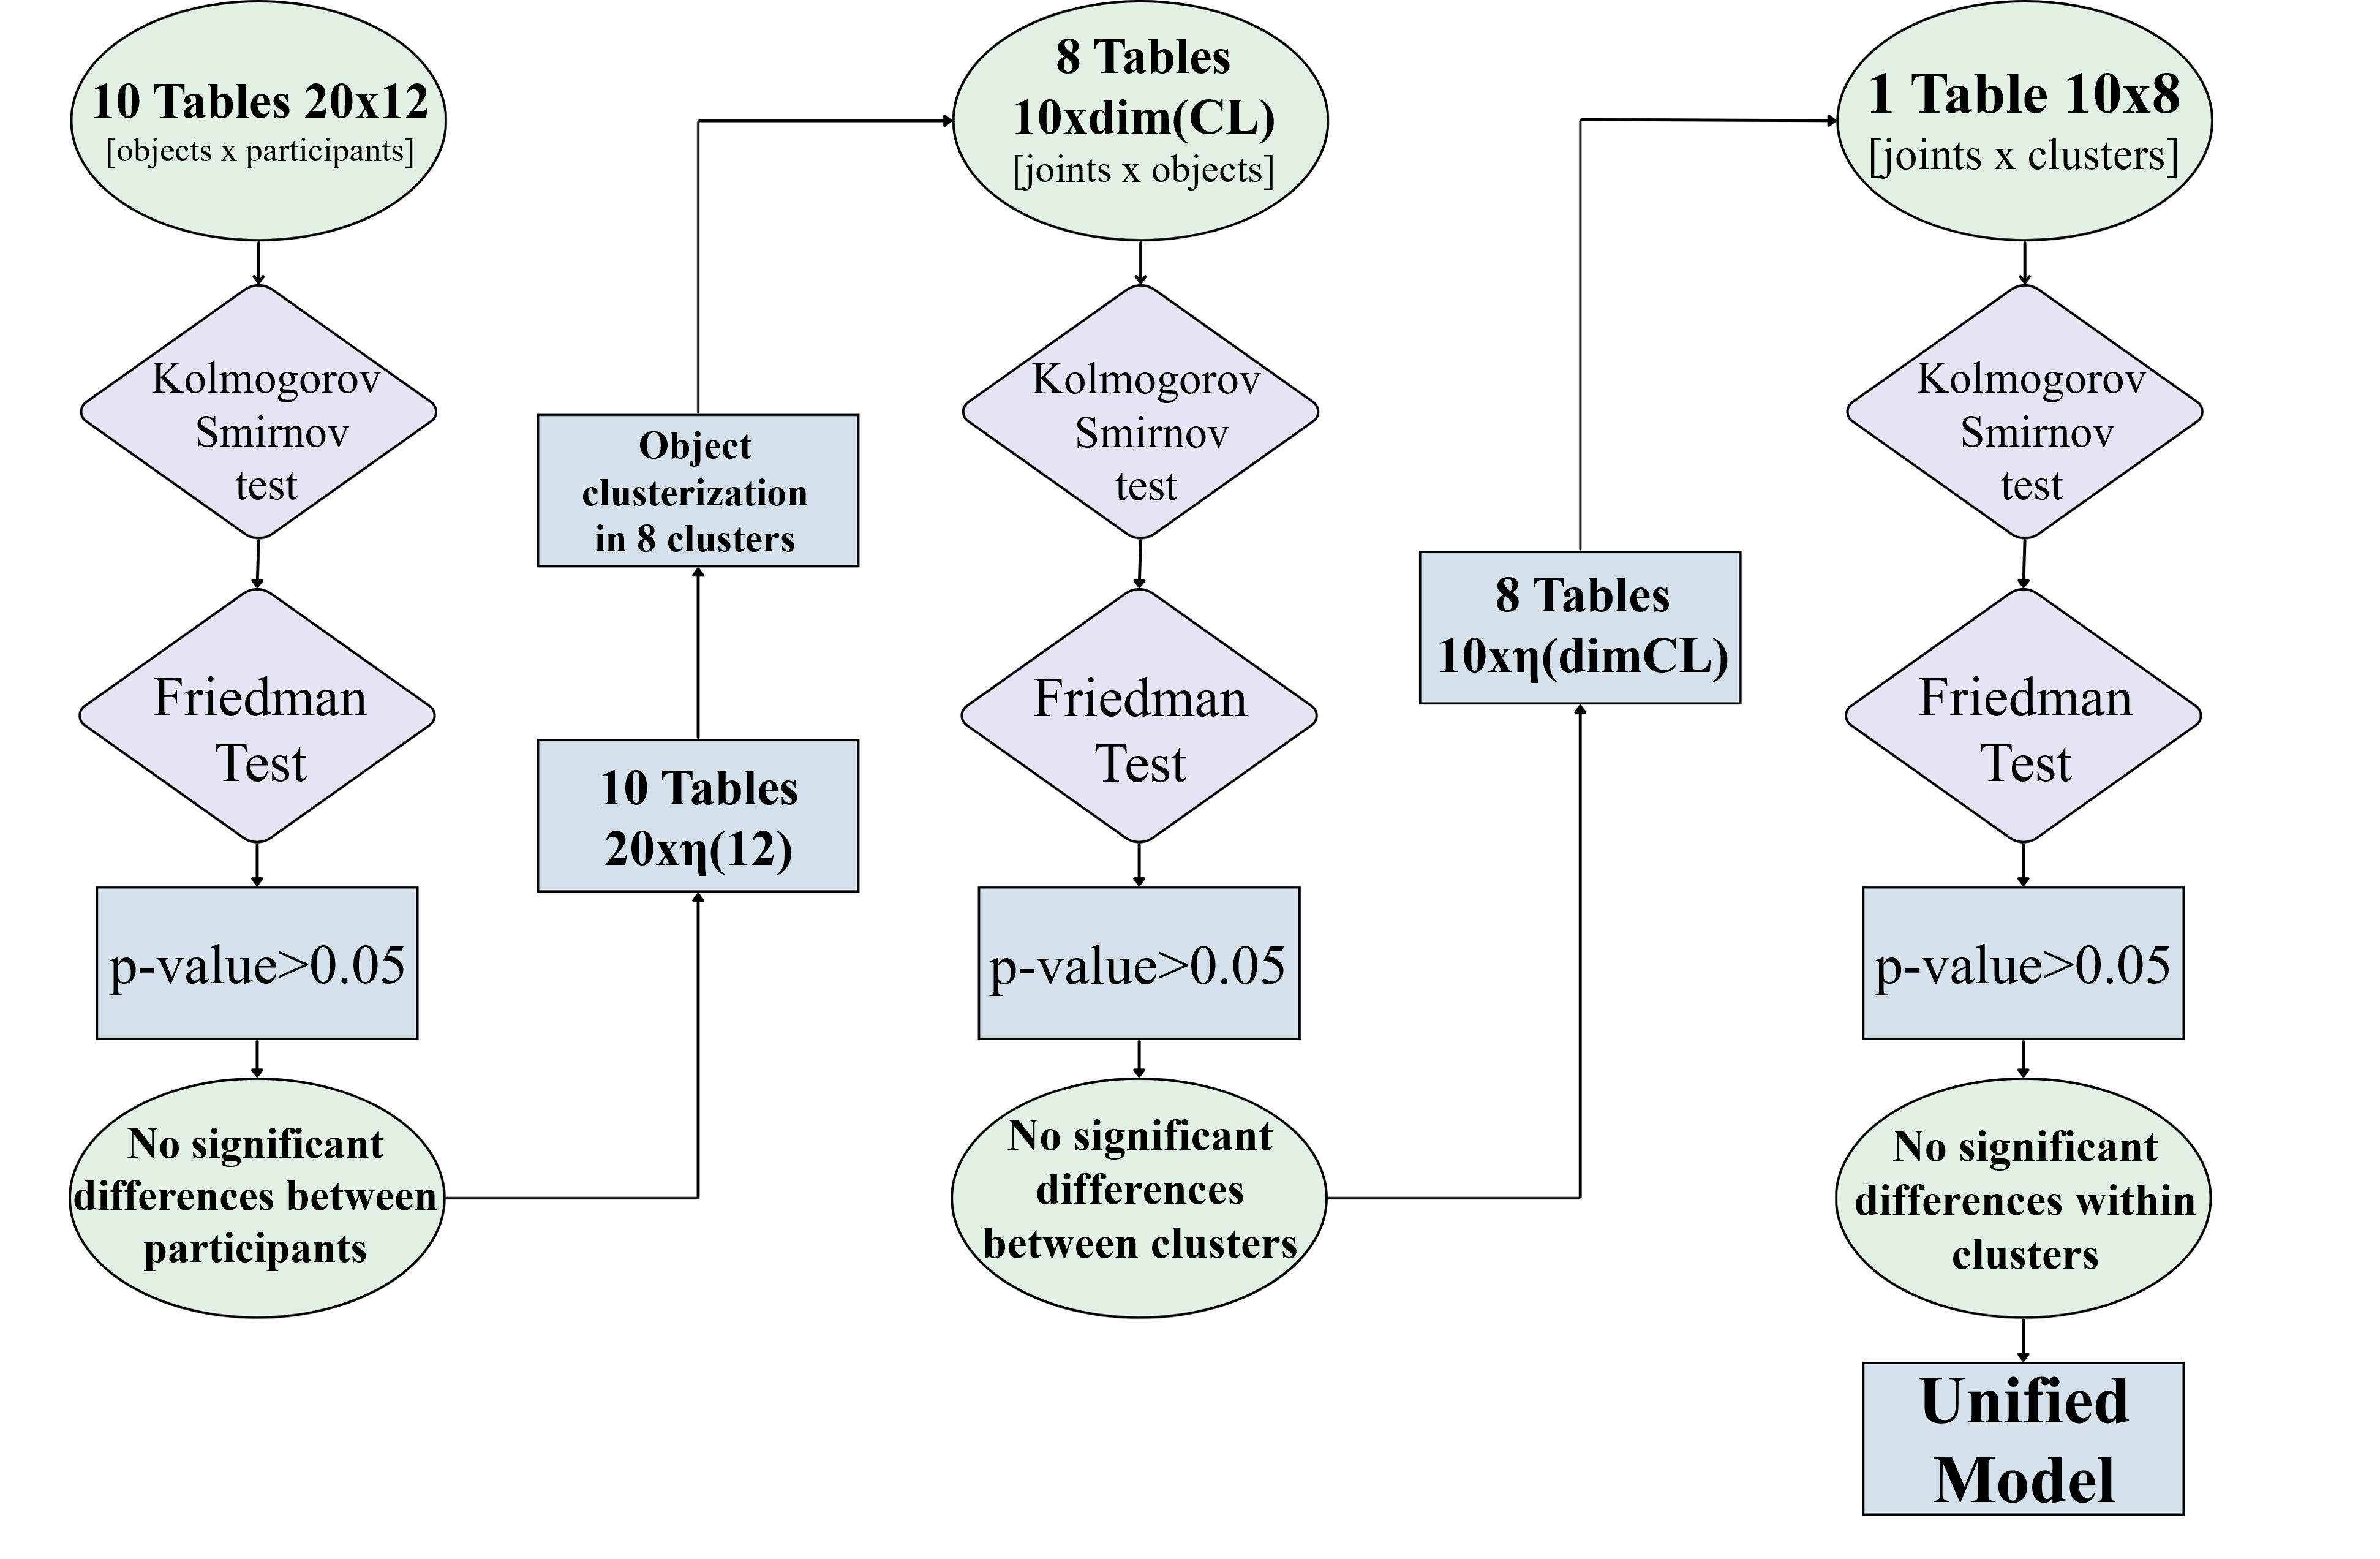 10 Tables 20x12
[objects x participants]
Kolmogorov
Smirnov
test
Friedman
Test
p-value>0.05
No significant
differences between
participants
10 Tables
20xη(12)
Object
clusterization
in 8 clusters
8 Tables
10xdim(CL)
[joints x objects]
Kolmogorov
Smirnov
test
Friedman
Test
p-value>0.05
No significant
differences
between clusters
8 Tables
10xη(dimCL)
1 Table 10x8
[joints x clusters]
Kolmogorov
Smirnov
test
Friedman
Test
p-value>0.05
No significant
differences within
clusters
Unified
Model